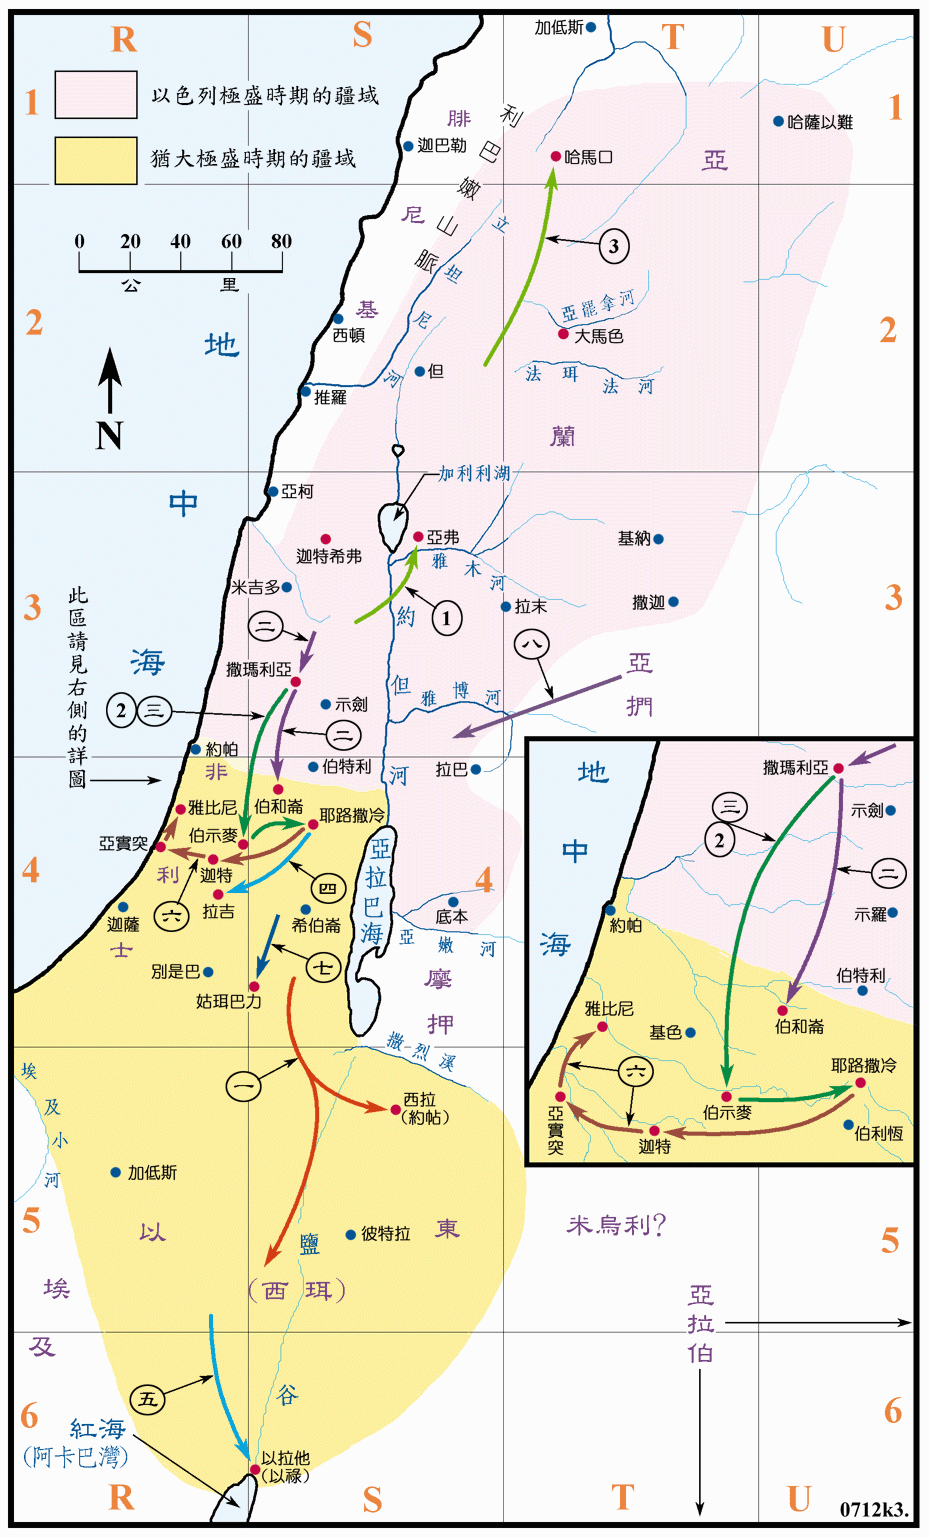 R
S
T
U
加低斯
以色列極盛時期的疆域
1
1
猶大極盛時期的疆域
腓尼基
利巴嫩山脈
迦巴勒
哈馬口
哈薩以難
亞蘭
0 20 40 60 80
公 里
立坦尼河
3
亞罷拿河
大馬色
2
2
地中海
西頓
但
法珥法河
推羅
N
加利利湖
亞柯
迦特希弗
亞弗
雅木河
基納
米吉多
拉末
撒迦
3
3
此區請見右側的詳圖
1
二
八
約但河
撒瑪利亞
示劍
雅博河
亞捫
2 三
二
約帕
伯特利
拉巴
非利士
雅比尼
伯和崙
耶路撒冷
亞實突
伯示麥
迦特
亞拉巴海
4
4
拉吉
四
六
迦薩
希伯崙
底本
亞嫩河
別是巴
七
姑珥巴力
摩押
撒烈溪
埃及小河
一
西拉
(約帖)
加低斯
5
5
以東
彼特拉
米烏利?
鹽谷
(西珥)
埃及
亞拉伯
五
6
6
紅海
(阿卡巴灣)
以拉他
(以祿)
R
S
T
U
0712k3.
地中海
撒瑪利亞
示劍
三
2
二
約帕
示羅
伯特利
雅比尼
基色
伯和崙
六
耶路撒冷
亞實突
伯示麥
迦特
伯利恆